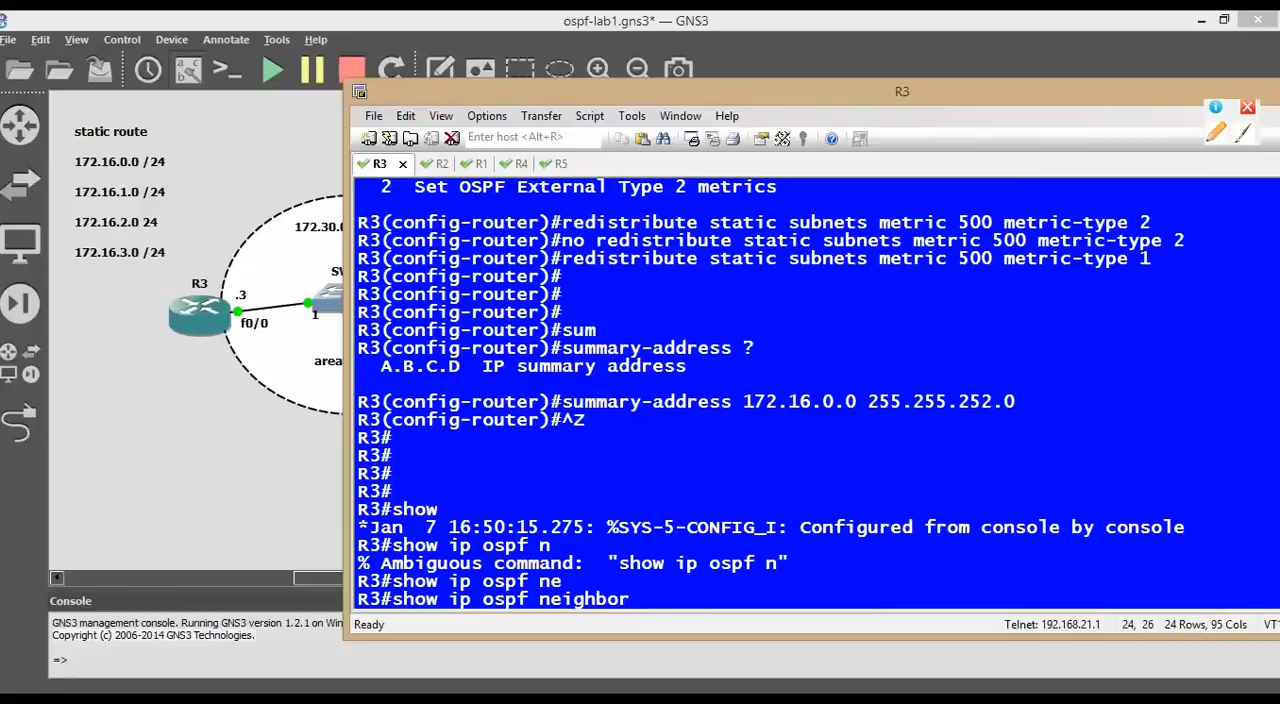 ospf-lab1.gns3* — GNS3
File Edit View Control Device Annotate Tools Help
static route
172.16.0.0 /24
172.16.1.0 /24
172.16.2.0 24
172.16.3.0 /24
172.30.0
SW
R3
.3
f0/0
1
area
R3
File Edit View Options Transfer Script Tools Window Help
Enter host <Alt+R>
R3 R2 R1 R4 R5
2 Set OSPF External Type 2 metrics
R3(config-router)#redistribute static subnets metric 500 metric-type 2
R3(config-router)#no redistribute static subnets metric 500 metric-type 2
R3(config-router)#redistribute static subnets metric 500 metric-type 1
R3(config-router)#
R3(config-router)#
R3(config-router)#
R3(config-router)#sum
R3(config-router)#summary-address ?
A.B.C.D IP summary address
R3(config-router)#summary-address 172.16.0.0 255.255.252.0
R3(config-router)#^Z
R3#
R3#
R3#
R3#
R3#show
*Jan 7 16:50:15.275: %SYS-5-CONFIG_I: Configured from console by console
R3#show ip ospf n
% Ambiguous command: "show ip ospf n"
R3#show ip ospf ne
R3#show ip ospf neighbor
Ready Telnet: 192.168.21.1 24, 26 24 Rows, 95 Cols VT1
Console
GNS3 management console. Running GNS3 version 1.2.1 on Win
Copyright (c) 2006-2014 GNS3 Technologies.
=>